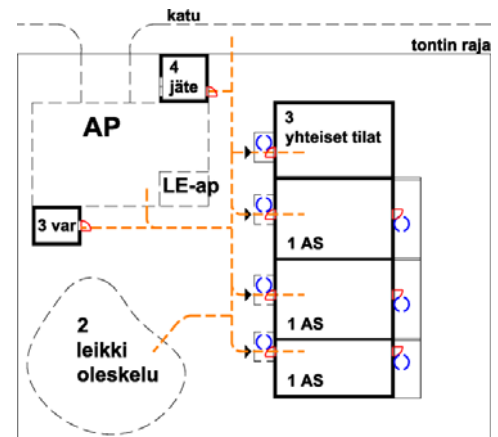 katu
tontin raja
4
jäte
AP
3
yhteiset tilat
LE-ap
3 var
1 AS
2
leikki
oleskelu
1 AS
1 AS